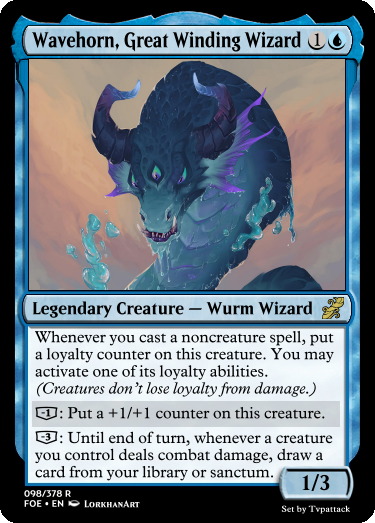 Wavehorn, Great Winding Wizard 1
Legendary Creature — Wurm Wizard
Whenever you cast a noncreature spell, put
a loyalty counter on this creature. You may
activate one of its loyalty abilities.
(Creatures don't lose loyalty from damage.)
-1: Put a +1/+1 counter on this creature.
-3: Until end of turn, whenever a creature
you control deals combat damage, draw a
card from your library or sanctum.
1/3
098/378 R
FOE • EN LorkhanArt
Set by Tvpattack